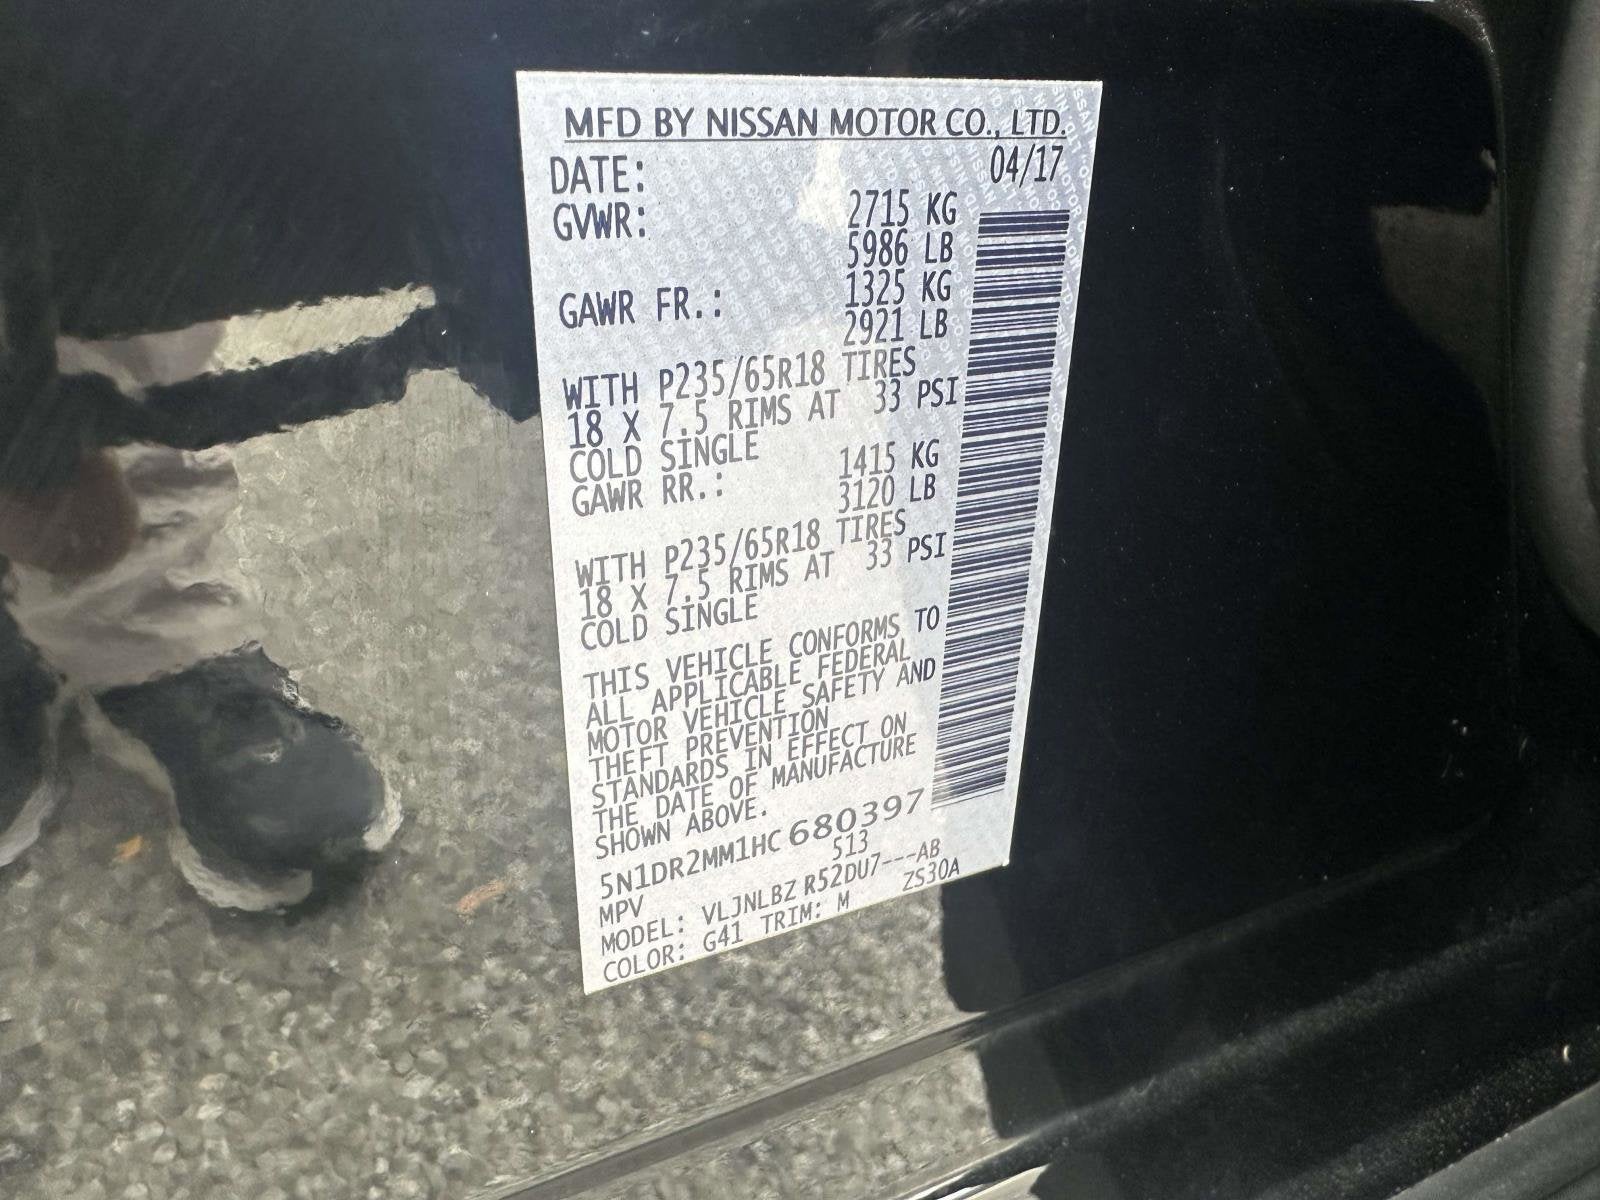 MFD BY NISSAN MOTOR CO., LTD.
DATE: 04/17
GVWR: 2715 KG
5986 LB
GAWR FR.: 1325 KG
2921 LB
WITH P235/65R18 TIRES
18 X 7.5 RIMS AT 33 PSI
COLD SINGLE
GAWR RR.: 1415 KG
3120 LB
WITH P235/65R18 TIRES
18 X 7.5 RIMS AT 33 PSI
COLD SINGLE
THIS VEHICLE CONFORMS TO
ALL APPLICABLE FEDERAL
MOTOR VEHICLE SAFETY AND
THEFT PREVENTION
STANDARDS IN EFFECT ON
THE DATE OF MANUFACTURE
SHOWN ABOVE.
5N1DR2MM1HC 680397
MPV 513
MODEL: VLJNLBZ R52DU7---AB
COLOR: G41 TRIM: M ZS30A